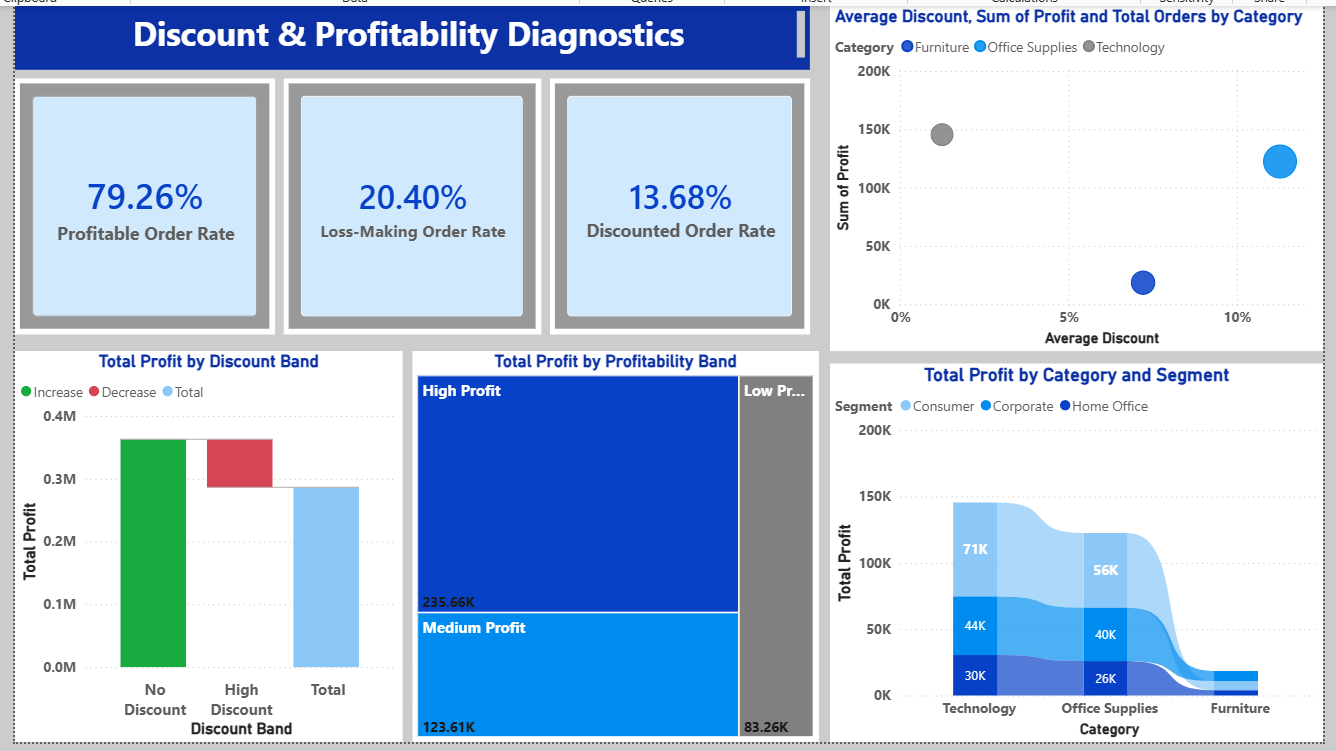 Discount & Profitability Diagnostics
79.26%
Profitable Order Rate
20.40%
Loss-Making Order Rate
13.68%
Discounted Order Rate
Average Discount, Sum of Profit and Total Orders by Category
Category Furniture Office Supplies Technology
200K
150K
100K
50K
0K
Sum of Profit
0% 5% 10%
Average Discount
Total Profit by Discount Band
Increase Decrease Total
0.4M
0.3M
0.2M
0.1M
0.0M
Total Profit
No
Discount
High
Discount
Total
Discount Band
Total Profit by Profitability Band
High Profit
235.66K
Medium Profit
123.61K
Low Pr...
83.26K
Total Profit by Category and Segment
Segment Consumer Corporate Home Office
200K
150K
100K
50K
0K
Total Profit
71K
44K
30K
56K
40K
26K
Technology Office Supplies Furniture
Category